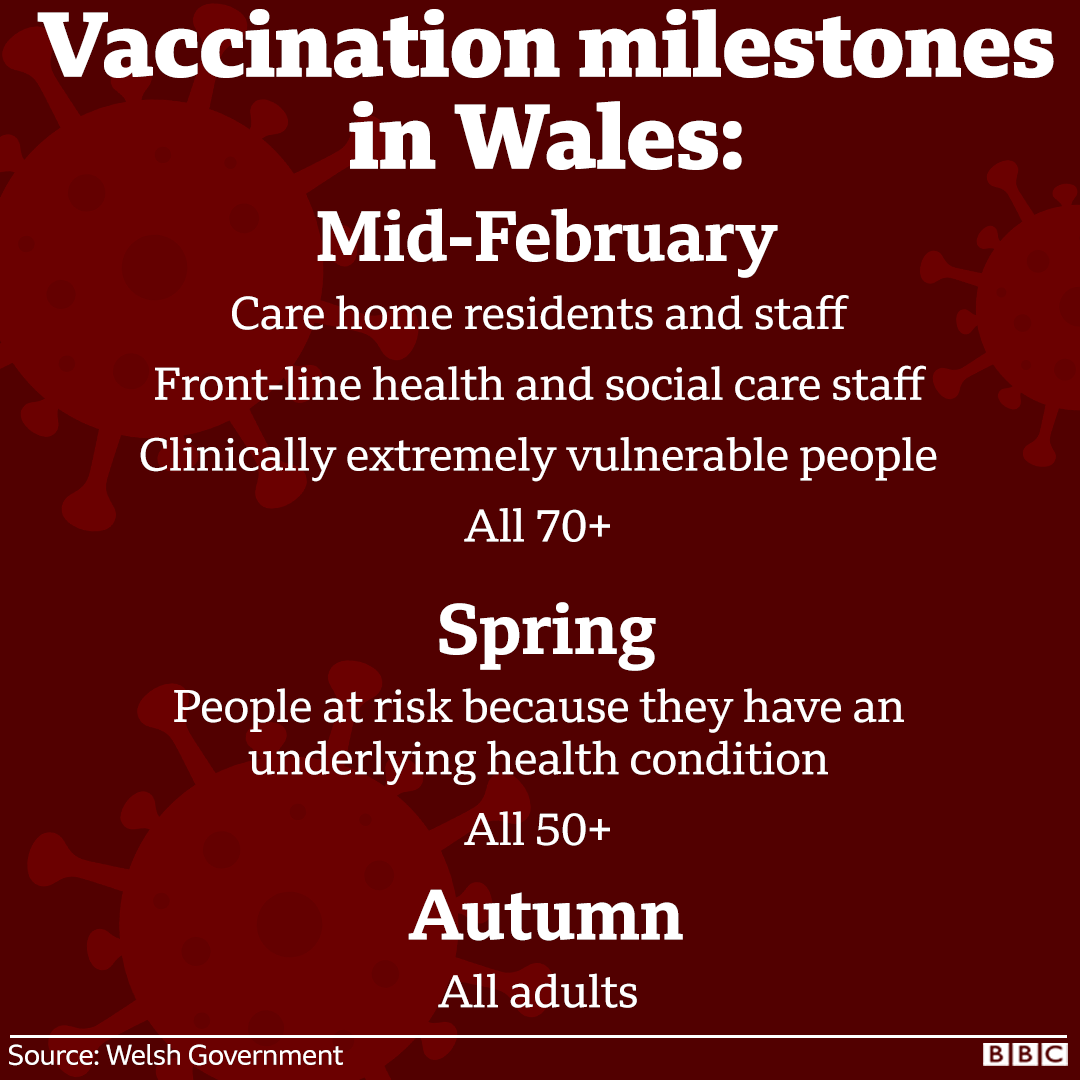 Vaccination milestones
in Wales:
Mid-February
Care home residents and staff
Front-line health and social care staff
Clinically extremely vulnerable people
All 70+
Spring
People at risk because they have an
underlying health condition
All 50+
Autumn
All adults
Source: Welsh Government
BBC